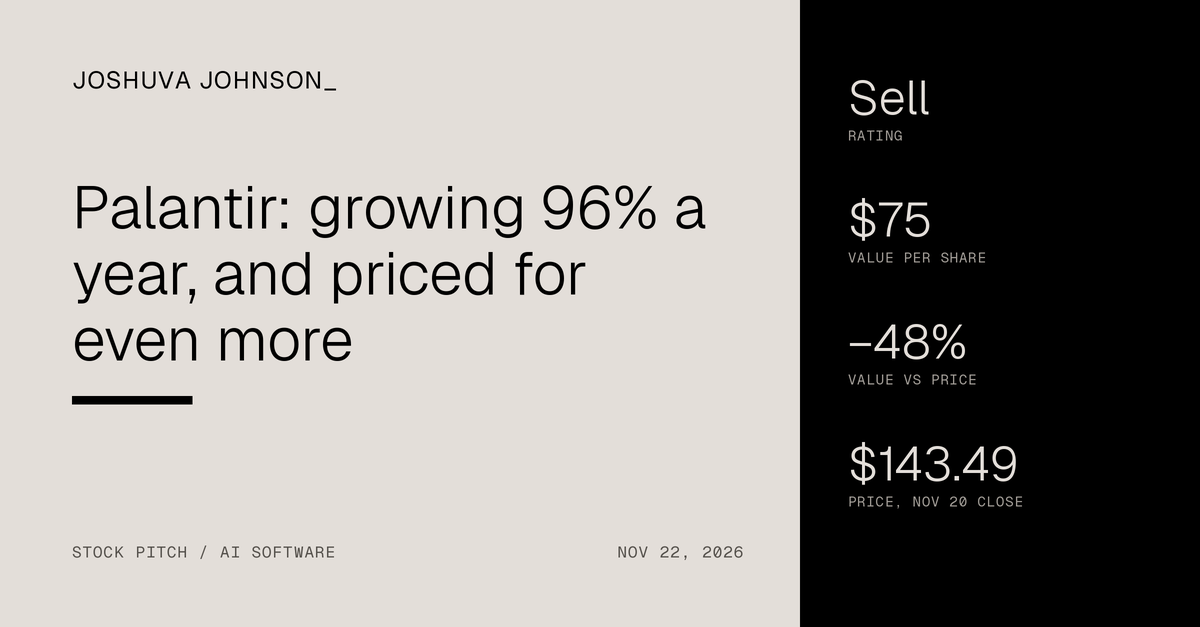 JOSHUVA JOHNSON_
Palantir: growing 96% a
year, and priced for
even more
STOCK PITCH / AI SOFTWARE
NOV 22, 2026
Sell
RATING
$75
VALUE PER SHARE
–48%
VALUE VS PRICE
$143.49
PRICE, NOV 20 CLOSE